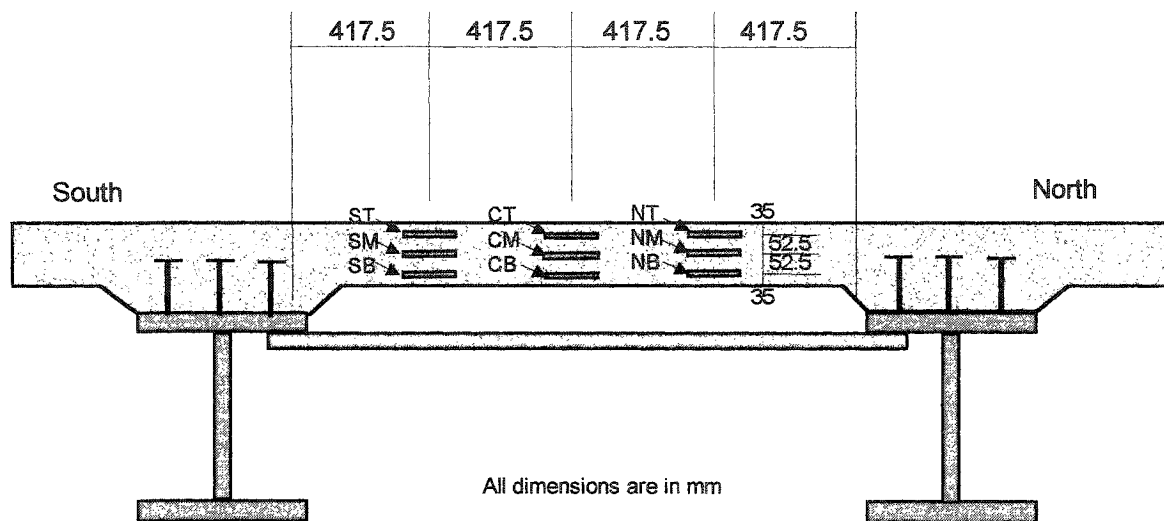 417.5 417.5 417.5 417.5
South North
ST CT NT 35
SM CM NM 52.5
SB CB NB 52.5
35
All dimensions are in mm